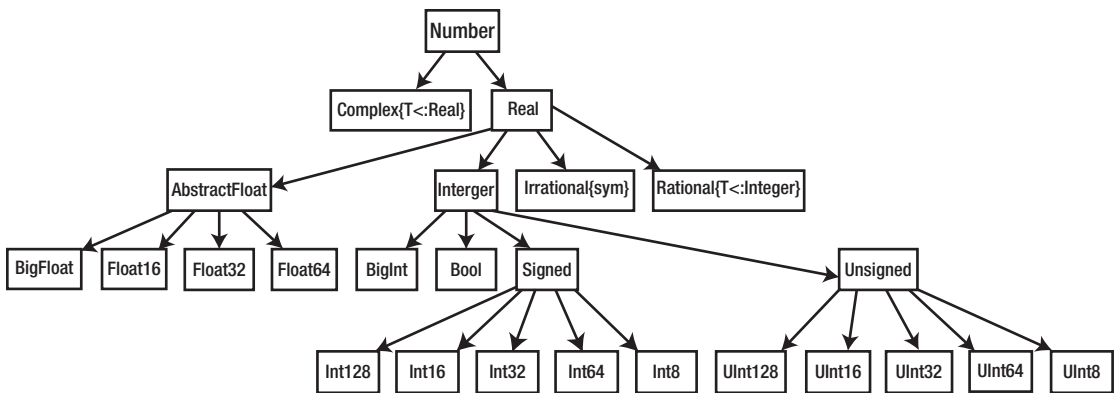 Number
Complex{T<:Real}
Real
AbstractFloat
Interger
Irrational{sym}
Rational{T<:Integer}
BigFloat
Float16
Float32
Float64
BigInt
Bool
Signed
Unsigned
Int128
Int16
Int32
Int64
Int8
UInt128
UInt16
UInt32
UInt64
UInt8